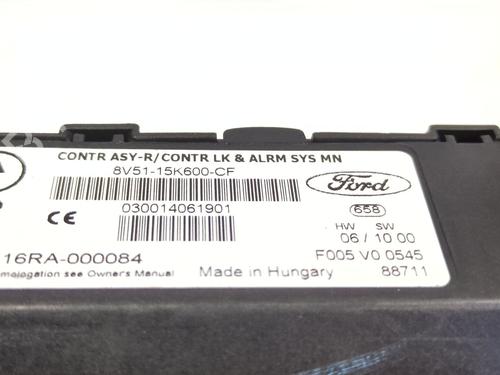 CONTR ASY-R/CONTR LK & ALRM SYS MN
8V51-15K600-CF
Ford
030014061901
CE
658
HW SW
06 / 10 00
16RA-000084
F005 V0 0545
see Owners Manual
Made in Hungary
88711